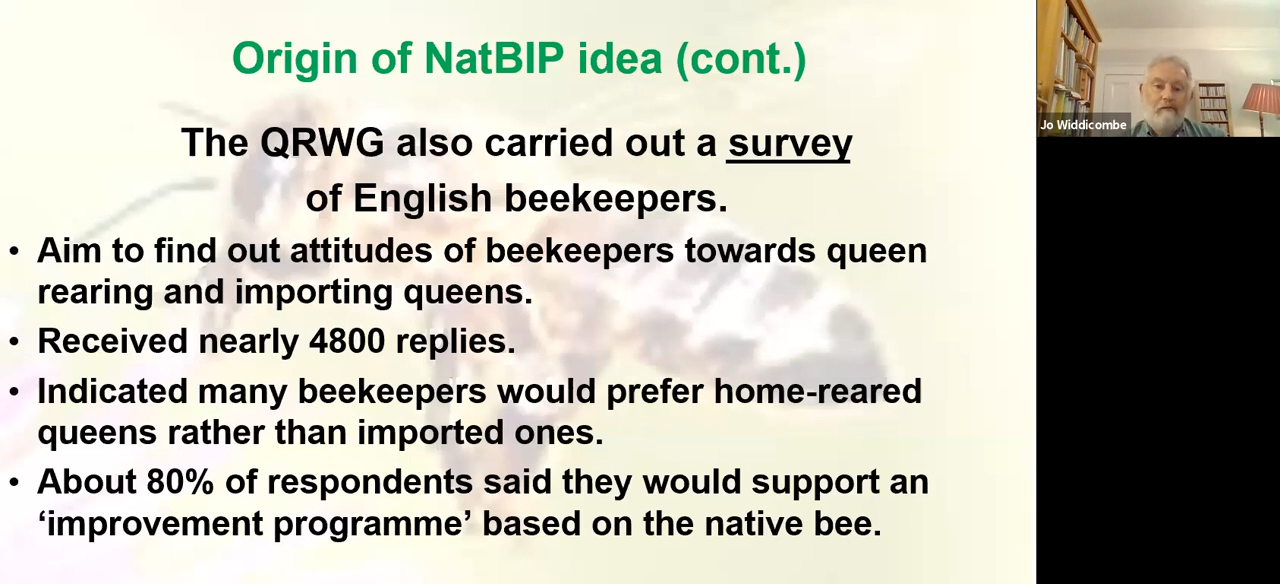 Origin of NatBIP idea (cont.)
The QRWG also carried out a survey
of English beekeepers.
• Aim to find out attitudes of beekeepers towards queen
rearing and importing queens.
• Received nearly 4800 replies.
• Indicated many beekeepers would prefer home-reared
queens rather than imported ones.
• About 80% of respondents said they would support an
‘improvement programme’ based on the native bee.
Jo Widdicombe